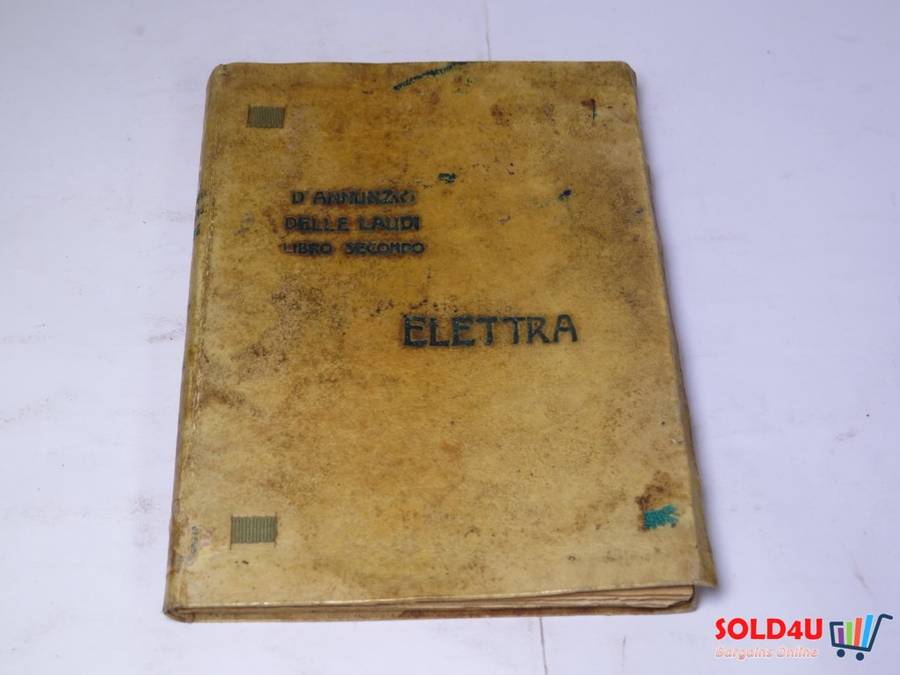 D'ANNUNZIO
DELLE LAUDI
LIBRO SECONDO
ELETTRA
SOLD4U
Bargains Online